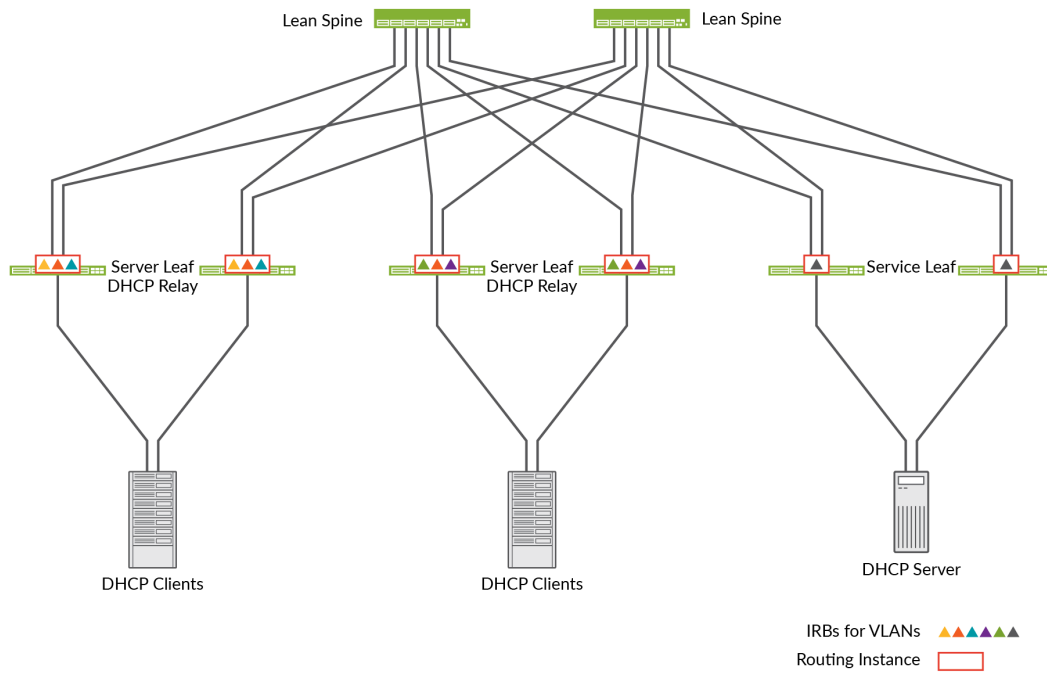 Lean Spine
Lean Spine
Server Leaf
DHCP Relay
Server Leaf
DHCP Relay
Service Leaf
DHCP Clients
DHCP Clients
DHCP Server
IRBs for VLANs
Routing Instance